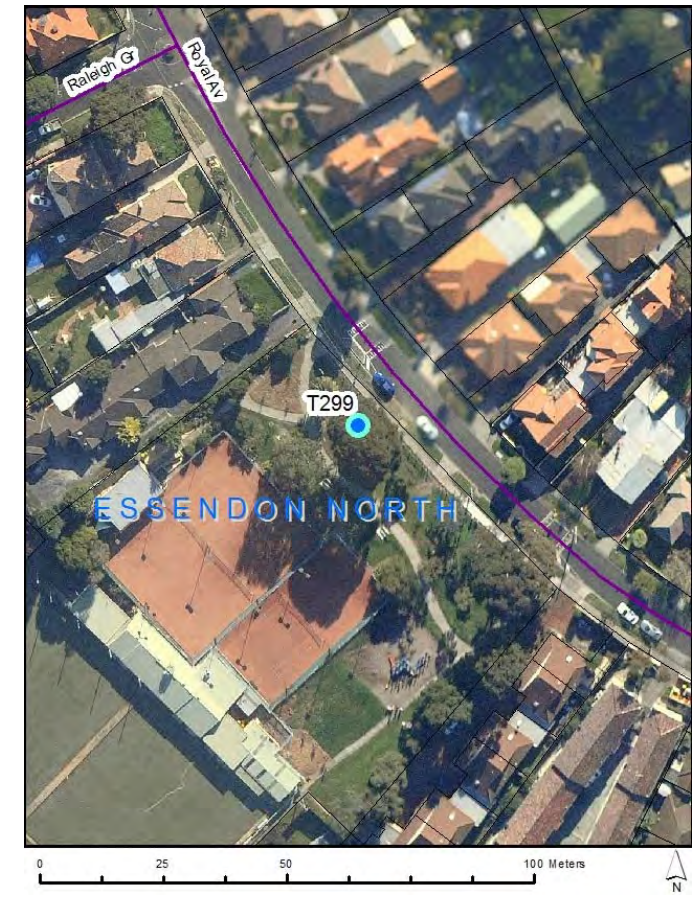 Raleigh Gr
Royal Av
T299
ESSENDON NORTH
0 25 50 100 Meters
N